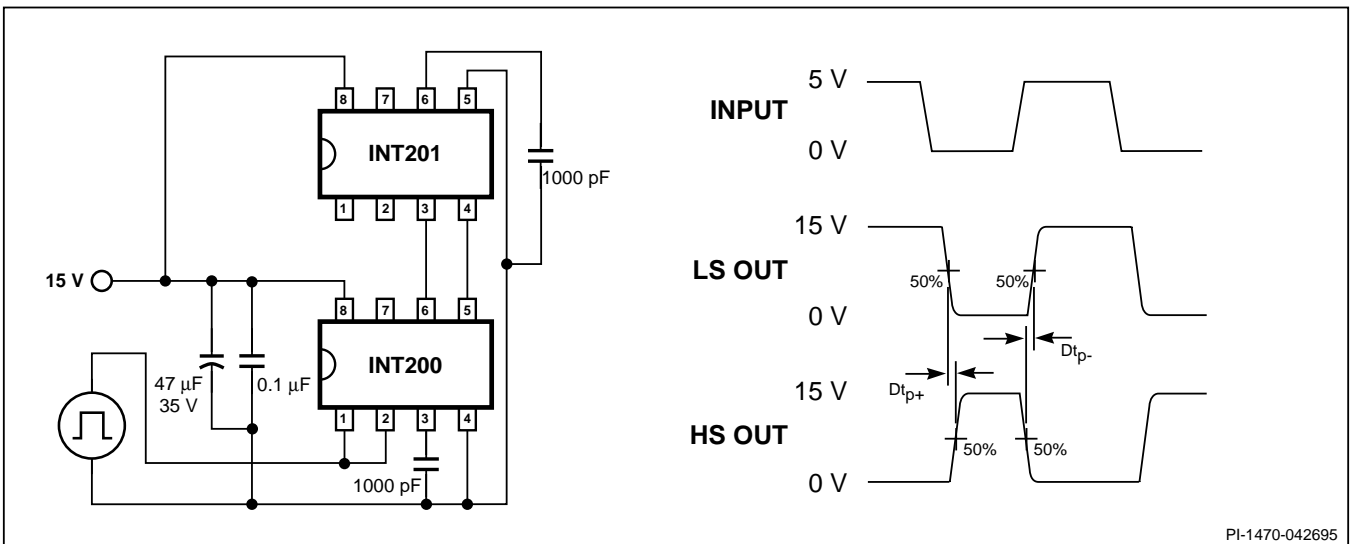 8 7 6 5
INT201
1000 pF
1 2 3 4
15 V
8 7 6 5
INT200
47 µF
35 V
0.1 µF
1 2 3 4
1000 pF
INPUT
5 V
0 V
LS OUT
15 V
50%
50%
0 V
Dtp-
Dtp+
HS OUT
15 V
50%
50%
0 V
PI-1470-042695